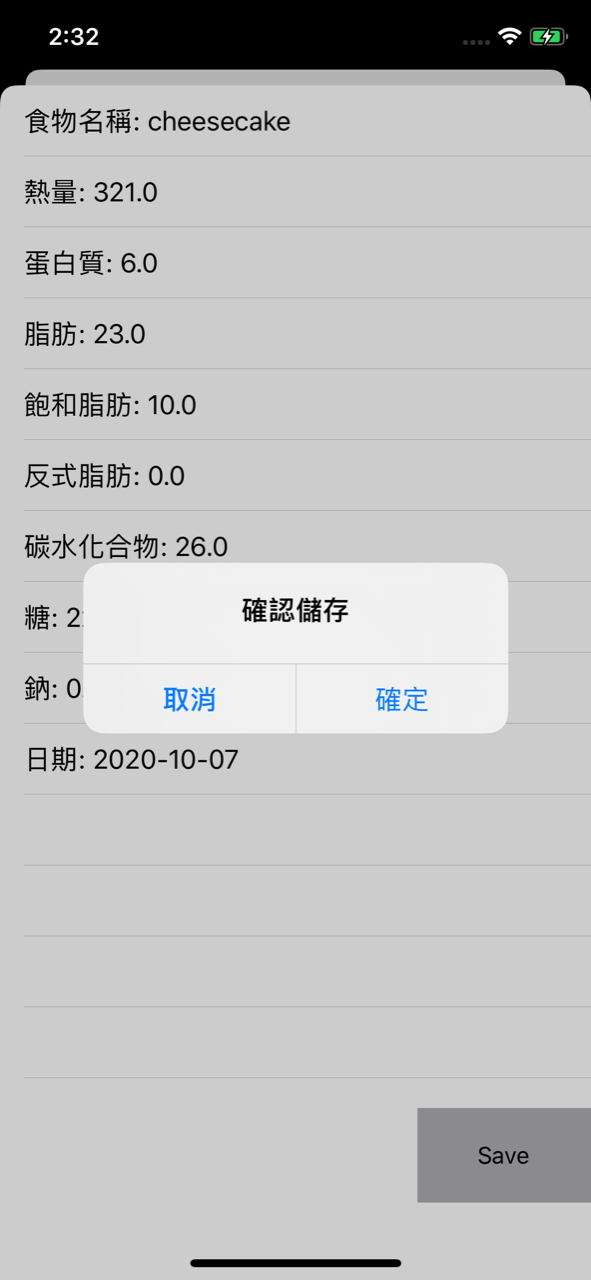 2:32
食物名稱: cheesecake
熱量: 321.0
蛋白質: 6.0
脂肪: 23.0
飽和脂肪: 10.0
反式脂肪: 0.0
碳水化合物: 26.0
糖: 2
鈉: 0
確認儲存
取消 確定
日期: 2020-10-07
Save